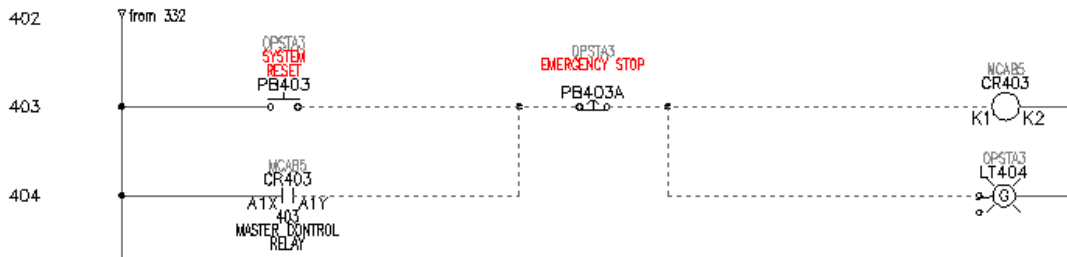 402
from 332
OPSTA3
SYSTEM
RESET
PB403
OPSTA3
EMERGENCY STOP
PB403A
MCAB5
CR403
403
K1 K2
MCAB5
CR403
OPSTA3
LT404
404
A1X A1Y
G
403
MASTER CONTROL
RELAY